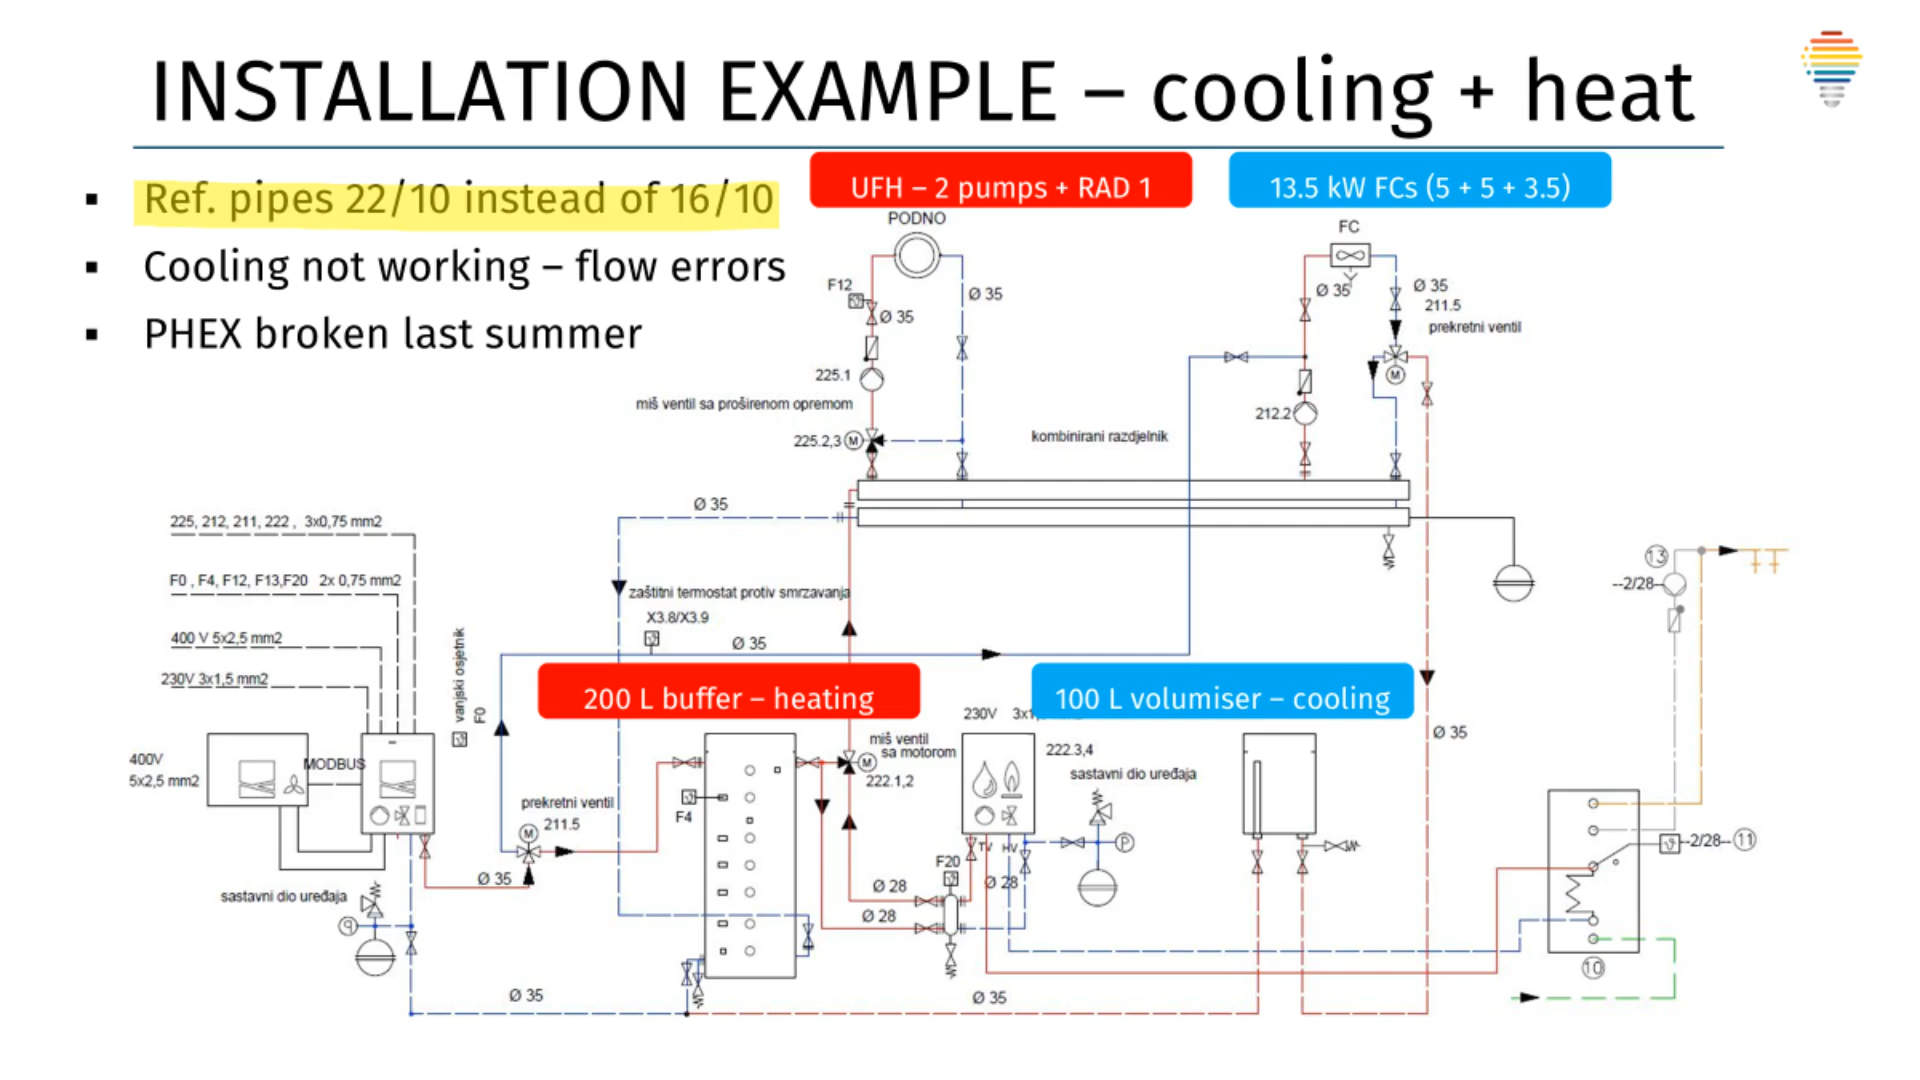 INSTALLATION EXAMPLE – cooling + heat
▪ Ref. pipes 22/10 instead of 16/10
▪ Cooling not working – flow errors
▪ PHEX broken last summer
UFH – 2 pumps + RAD 1
13.5 kW FCs (5 + 5 + 3.5)
PODNO
FC
F12
Ø 35
Ø 35
Ø 35
Ø 35
211.5
prekretni ventil
M
225.1
miš ventil sa proširenom opremom
225.2,3 M
212.2
kombinirani razdjelnik
Ø 35
225, 212, 211, 222 , 3x0,75 mm2
F0 , F4, F12, F13,F20 2x 0,75 mm2
400 V 5x2,5 mm2
230V 3x1,5 mm2
zaštitni termostat protiv smrzavanja
X3.8/X3.9
Ø 35
vanjski osjetnik
F0
13
--2/28--
200 L buffer – heating
100 L volumiser – cooling
230V
Ø 35
400V
5x2,5 mm2
MODBUS
miš ventil
sa motorom
M
222.1,2
222.3,4
sastavni dio uređaja
prekretni ventil
211.5
M
F4
P
TV HV
F20
Ø 35
Ø 28
Ø 28
Ø 28
--2/28-- 11
sastavni dio uređaja
10
Ø 35
Ø 35